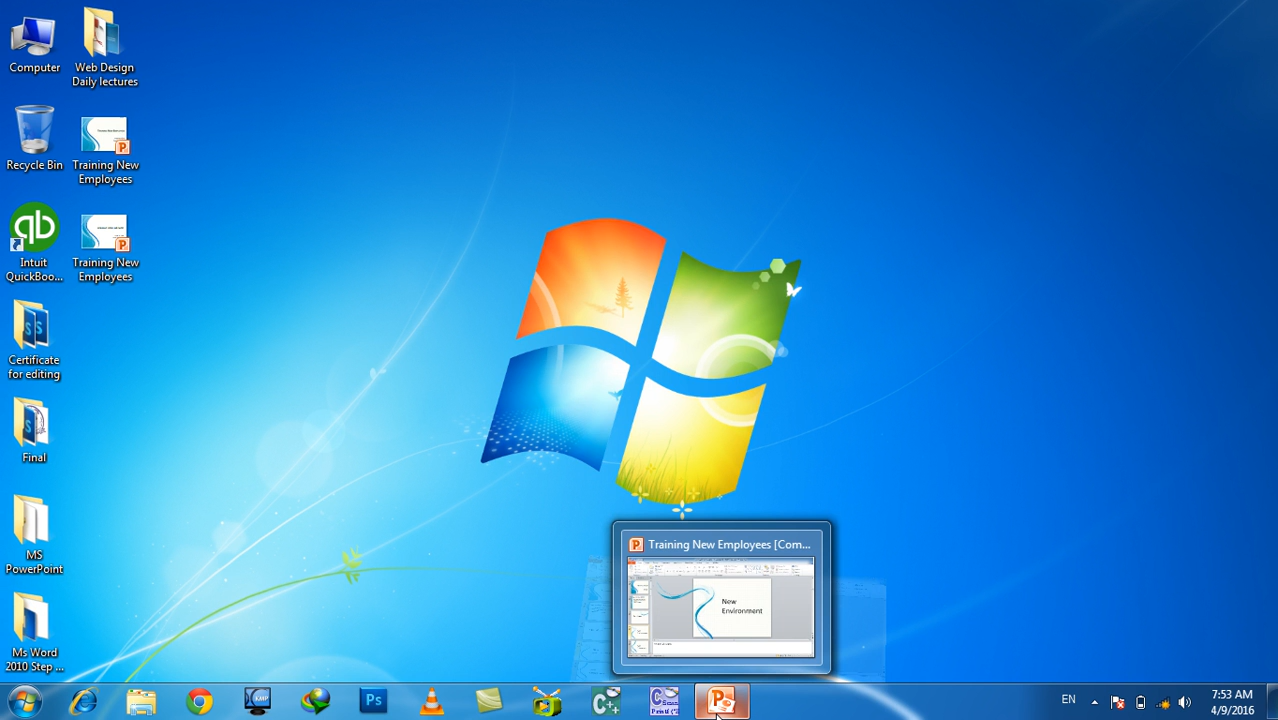 Computer
Web Design
Daily lectures
Recycle Bin
Training New
Employees
Intuit
QuickBoo...
Training New
Employees
Certificate
for editing
Final
MS
PowerPoint
Ms Word
2010 Step ...
Training New Employees [Com...
New
Environment
KMP
Ps
C++
EN
7:53 AM
4/9/2016